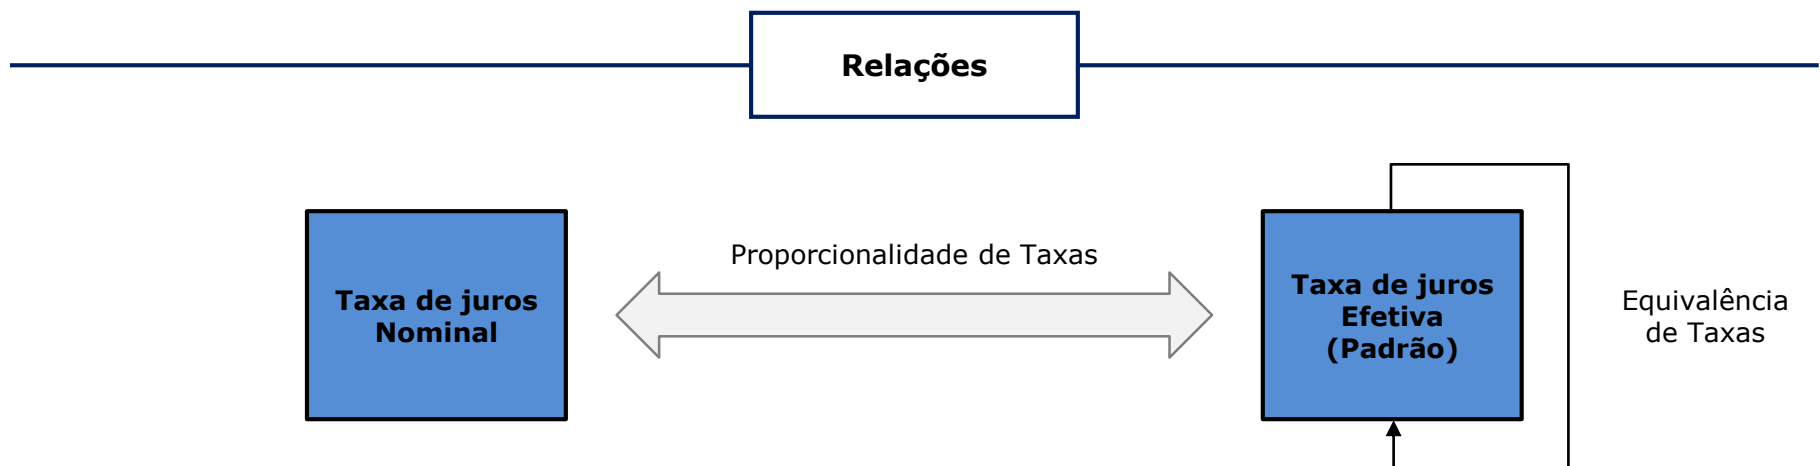 Relações
Proporcionalidade de Taxas
Taxa de juros
Nominal
Taxa de juros
Efetiva
(Padrão)
Equivalência
de Taxas